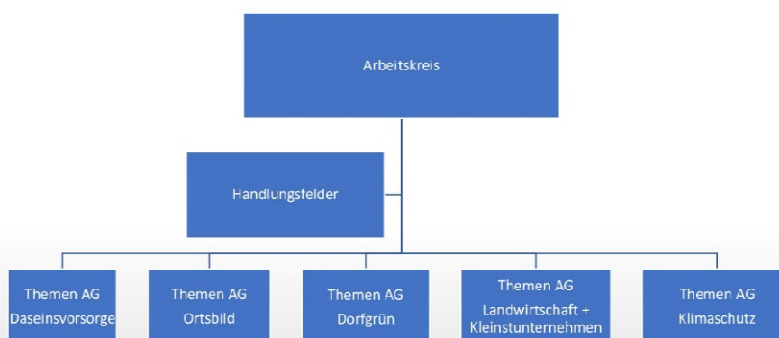 Arbeitskreis
Handlungsfelder
Themen AG
Daseinsvorsorge
Themen AG
Ortsbild
Themen AG
Dorfgrün
Themen AG
Landwirtschaft +
Kleinstunternehmen
Themen AG
Klimaschutz